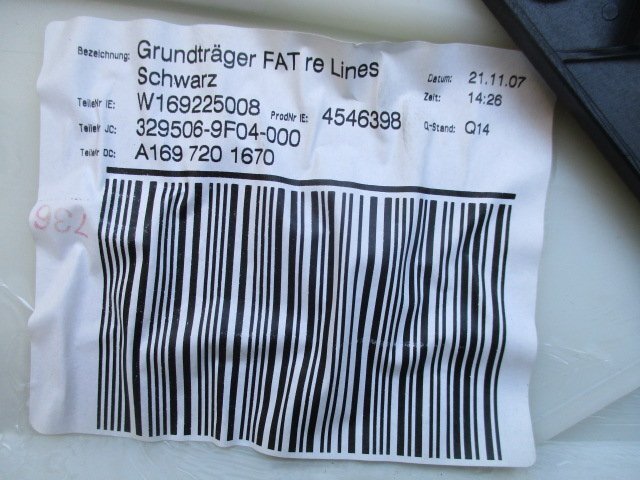 Bezeichnung: Grundträger FAT re Lines
Schwarz
Datum: 21.11.07
Zeit: 14:26
TeileNr IE: W169225008 ProdNr IE: 4546398
TeileNr JC: 329506-9F04-000 Q-Stand: Q14
TeileNr DC: A169 720 1670
736